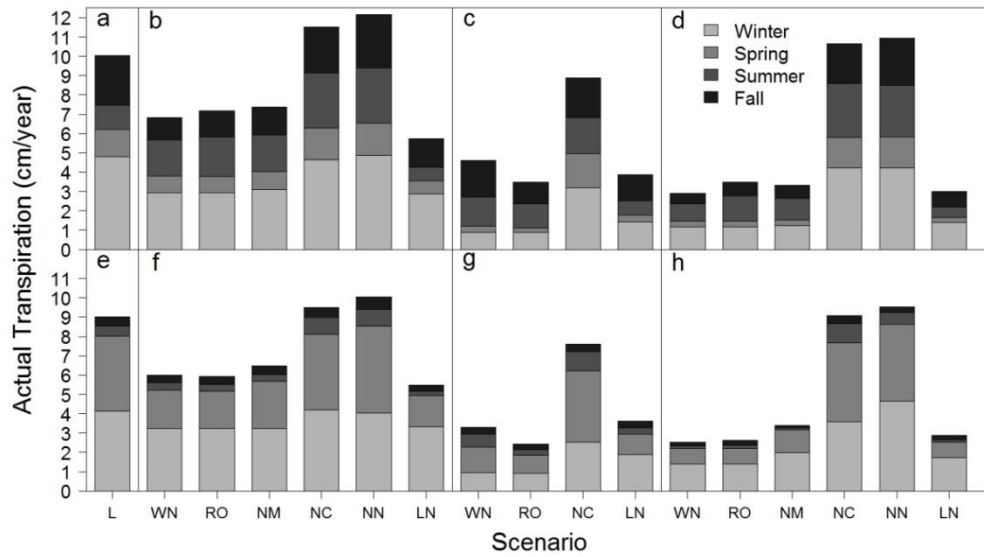 a b c d
Winter
Spring
Summer
Fall
12
11
10
9
8
7
6
5
4
3
2
1
0
e f g h
11
10
9
8
7
6
5
4
3
2
1
0
Actual Transpiration (cm/year)
L WN RO NM NC NN LN WN RO NC LN WN RO NM NC NN LN
Scenario